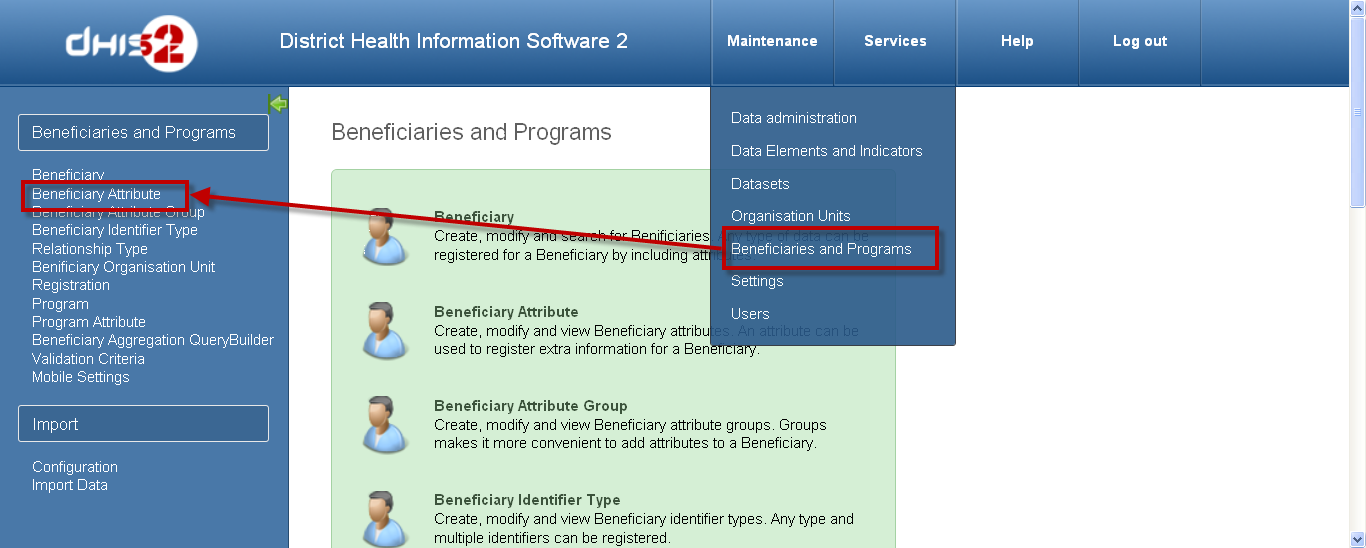 dhis2
District Health Information Software 2
Maintenance
Services
Help
Log out
Data administration
Data Elements and Indicators
Datasets
Organisation Units
Beneficiaries and Programs
Settings
Users
Beneficiaries and Programs
Beneficiary
Beneficiary Attribute
Beneficiary Attribute Group
Beneficiary Identifier Type
Relationship Type
Benificiary Organisation Unit
Registration
Program
Program Attribute
Beneficiary Aggregation QueryBuilder
Validation Criteria
Mobile Settings
Import
Configuration
Import Data
Beneficiaries and Programs
Beneficiary
Create, modify and search for Benificiaries. Any type of data can be
registered for a Beneficiary by including attributes.
Beneficiary Attribute
Create, modify and view Beneficiary attributes. An attribute can be
used to register extra information for a Beneficiary.
Beneficiary Attribute Group
Create, modify and view Beneficiary attribute groups. Groups
makes it more convenient to add attributes to a Beneficiary.
Beneficiary Identifier Type
Create, modify and view Beneficiary identifier types. Any type and
multiple identifiers can be registered.